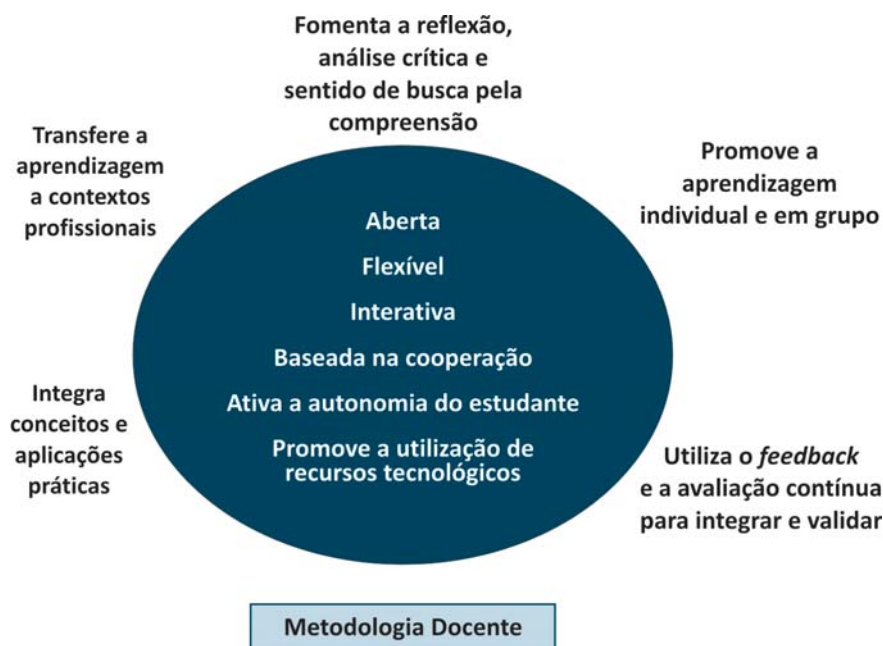 Fomenta a reflexão,
análise crítica e
sentido de busca pela
compreensão
Transfere a
aprendizagem
a contextos
profissionais
Promove a
aprendizagem
individual e em grupo
Aberta
Flexível
Interativa
Baseada na cooperação
Ativa a autonomia do estudante
Promove a utilização de
recursos tecnológicos
Integra
conceitos e
aplicações
práticas
Utiliza o feedback
e a avaliação contínua
para integrar e validar
Metodologia Docente